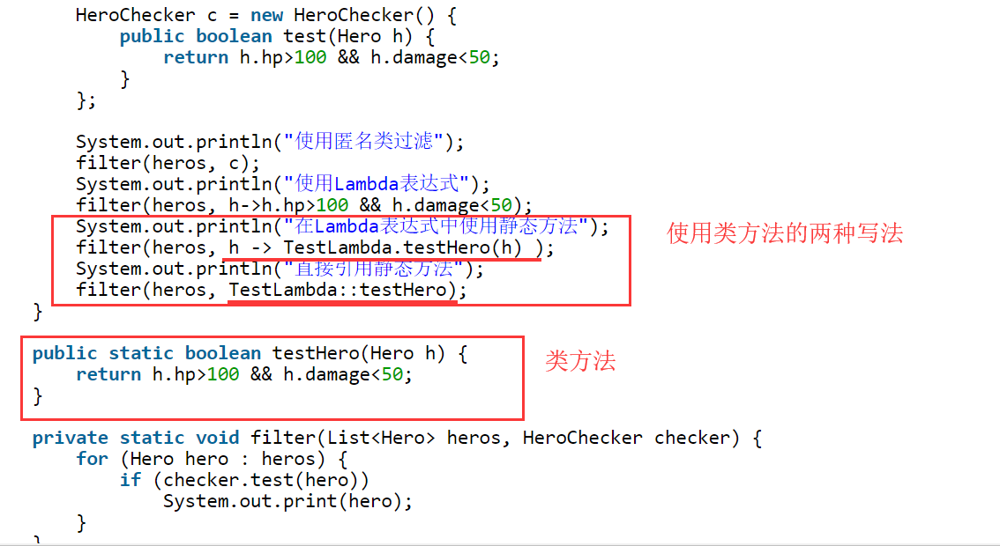 HeroChecker c = new HeroChecker() {
public boolean test(Hero h) {
return h.hp>100 && h.damage<50;
}
};
System.out.println("使用匿名类过滤");
filter(heros, c);
System.out.println("使用Lambda表达式");
filter(heros, h->h.hp>100 && h.damage<50);
System.out.println("在Lambda表达式中使用静态方法");
filter(heros, h -> TestLambda.testHero(h) );
System.out.println("直接引用静态方法");
filter(heros, TestLambda::testHero);
使用类方法的两种写法
}
public static boolean testHero(Hero h) {
return h.hp>100 && h.damage<50;
}
类方法
private static void filter(List<Hero> heros, HeroChecker checker) {
for (Hero hero : heros) {
if (checker.test(hero))
System.out.print(hero);
}
}